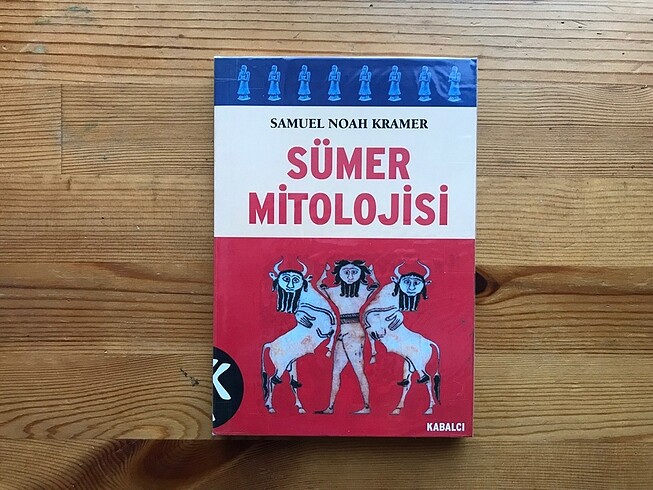 SAMUEL NOAH KRAMER
SÜMER
MİTOLOJİSİ
K
KABALCI